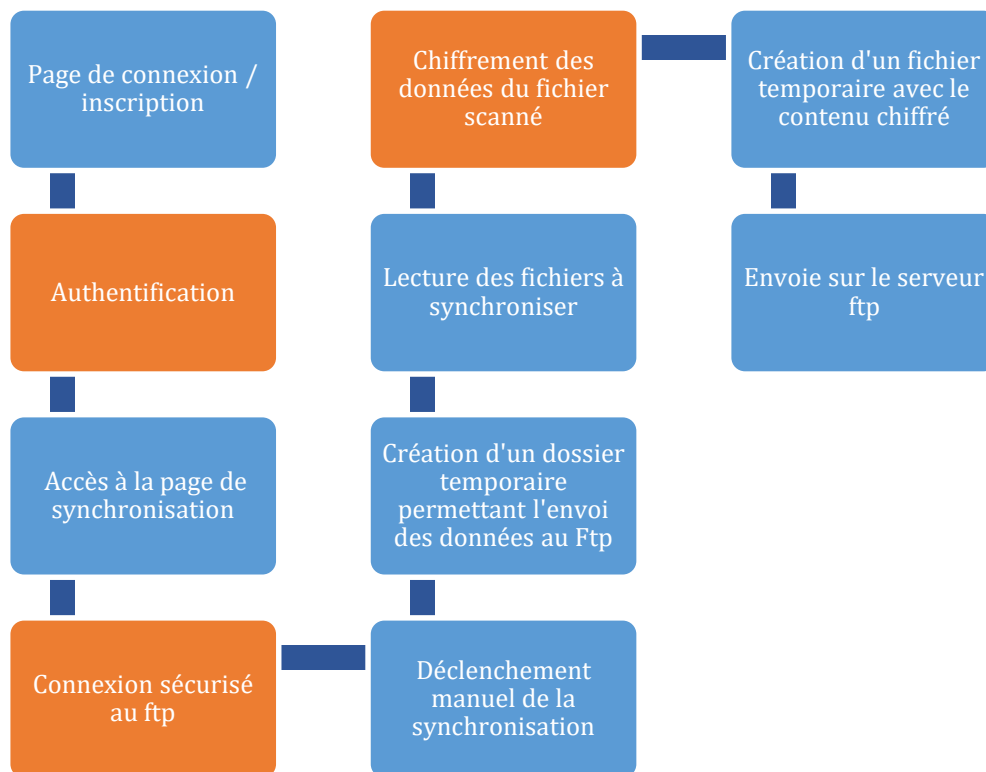 Page de connexion /
inscription
Authentification
Accès à la page de
synchronisation
Connexion sécurisé
au ftp
Déclenchement
manuel de la
synchronisation
Création d'un dossier
temporaire
permettant l'envoi
des données au Ftp
Lecture des fichiers à
synchroniser
Chiffrement des
données du fichier
scanné
Création d'un fichier
temporaire avec le
contenu chiffré
Envoie sur le serveur
ftp